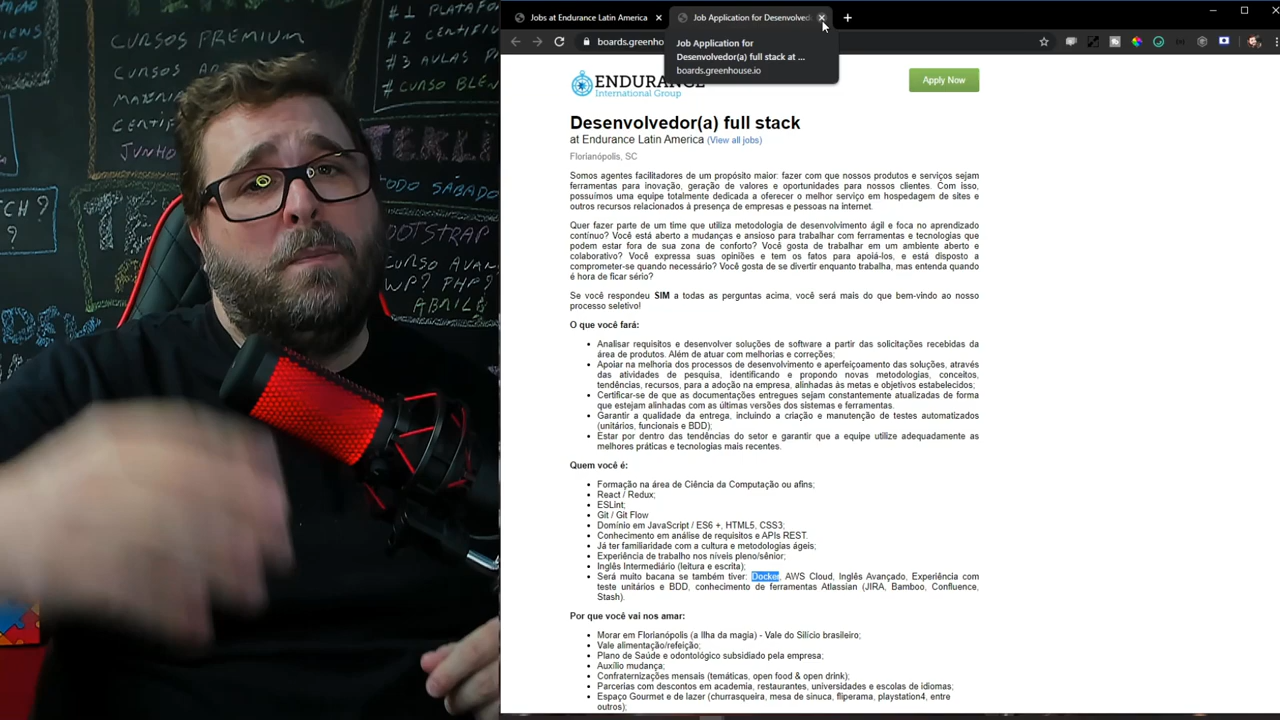 Jobs at Endurance Latin America
Job Application for Desenvolved
boards.greenho
Job Application for
Desenvolvedor(a) full stack at ...
boards.greenhouse.io
ENDURANCE
International Group
Apply Now
Desenvolvedor(a) full stack
at Endurance Latin America (View all jobs)
Florianópolis, SC
Somos agentes facilitadores de um propósito maior: fazer com que nossos produtos e serviços sejam
ferramentas para inovação, geração de valores e oportunidades para nossos clientes. Com isso,
possuímos uma equipe totalmente dedicada a oferecer o melhor serviço em hospedagem de sites e
outros recursos relacionados à presença de empresas e pessoas na internet.
Quer fazer parte de um time que utiliza metodologia de desenvolvimento ágil e foca no aprendizado
contínuo? Você está aberto a mudanças e ansioso para trabalhar com ferramentas e tecnologias que
podem estar fora de sua zona de conforto? Você gosta de trabalhar em um ambiente aberto e
colaborativo? Você expressa suas opiniões e tem os fatos para apoiá-los, e está disposto a
comprometer-se quando necessário? Você gosta de se divertir enquanto trabalha, mas entenda quando
é hora de ficar sério?
Se você respondeu SIM a todas as perguntas acima, você será mais do que bem-vindo ao nosso
processo seletivo!
O que você fará:
Analisar requisitos e desenvolver soluções de software a partir das solicitações recebidas da
área de produtos. Além de atuar com melhorias e correções;
Apoiar na melhoria dos processos de desenvolvimento e aperfeiçoamento das soluções, através
das atividades de pesquisa, identificando e propondo novas metodologias, conceitos,
tendências, recursos, para a adoção na empresa, alinhadas às metas e objetivos estabelecidos;
Certificar-se de que as documentações entregues sejam constantemente atualizadas de forma
que estejam alinhadas com as últimas versões dos sistemas e ferramentas.
Garantir a qualidade da entrega, incluindo a criação e manutenção de testes automatizados
(unitários, funcionais e BDD);
Estar por dentro das tendências do setor e garantir que a equipe utilize adequadamente as
melhores práticas e tecnologias mais recentes.
Quem você é:
Formação na área de Ciência da Computação ou afins;
React / Redux;
ESLint;
Git / Git Flow
Domínio em JavaScript / ES6 +, HTML5, CSS3;
Conhecimento em análise de requisitos e APIs REST.
Já ter familiaridade com a cultura e metodologias ágeis;
Experiência de trabalho nos níveis pleno/sênior;
Inglês Intermediário (leitura e escrita);
Será muito bacana se também tiver: Docker, AWS Cloud, Inglês Avançado, Experiência com
teste unitários e BDD, conhecimento de ferramentas Atlassian (JIRA, Bamboo, Confluence,
Stash).
Por que você vai nos amar:
Morar em Florianópolis (a Ilha da magia) - Vale do Silício brasileiro;
Vale alimentação/refeição;
Plano de Saúde e odontológico subsidiado pela empresa;
Auxílio mudança;
Confraternizações mensais (temáticas, open food & open drink);
Parcerias com descontos em academia, restaurantes, universidades e escolas de idiomas;
Espaço Gourmet e de lazer (churrasqueira, mesa de sinuca, fliperama, playstation4, entre
outros);